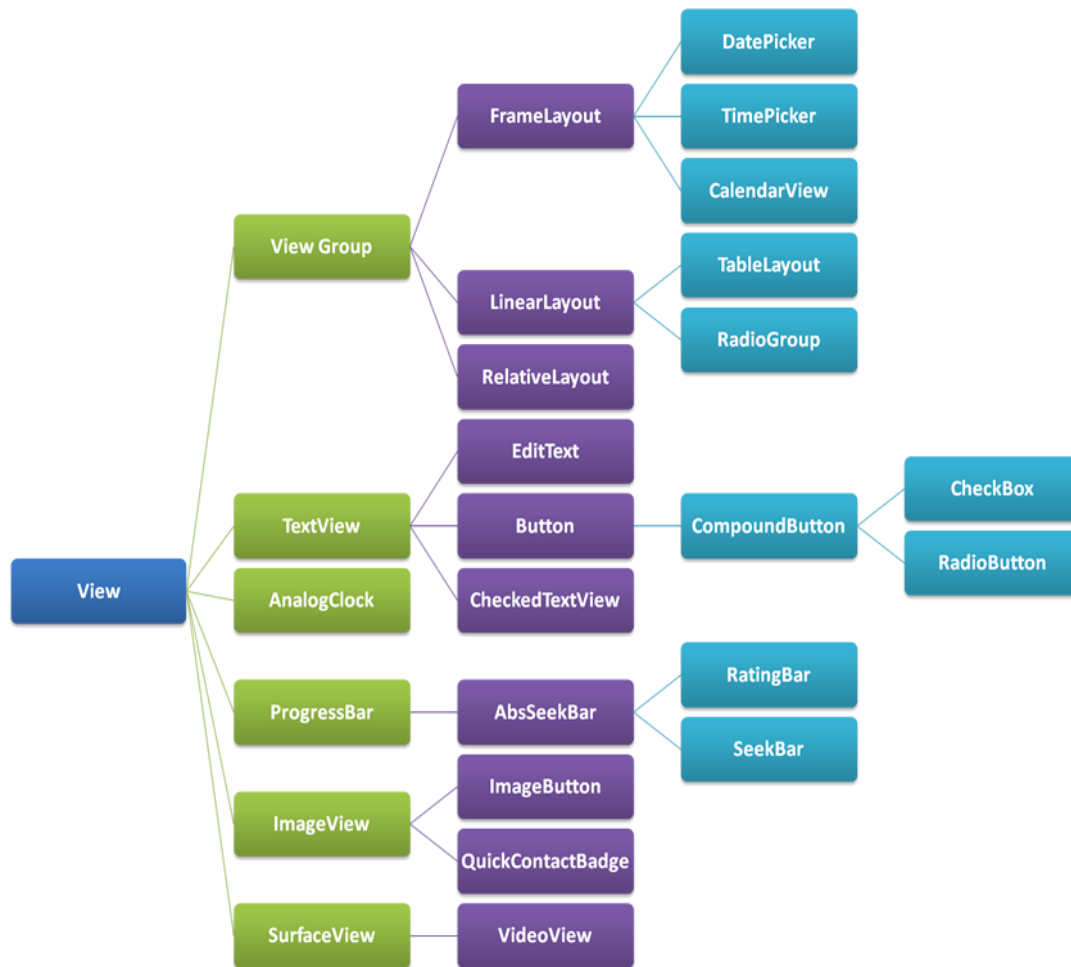 DatePicker
FrameLayout
TimePicker
CalendarView
View Group
TableLayout
LinearLayout
RadioGroup
RelativeLayout
EditText
CheckBox
TextView
Button
CompoundButton
RadioButton
View
AnalogClock
CheckedTextView
RatingBar
ProgressBar
AbsSeekBar
SeekBar
ImageButton
ImageView
QuickContactBadge
SurfaceView
VideoView